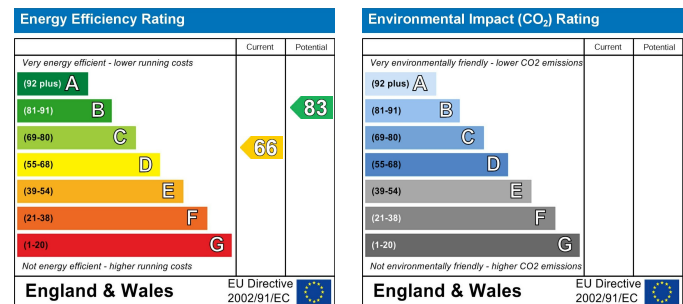 Energy Efficiency Rating
Current Potential
Very energy efficient - lower running costs
(92 plus) A
(81-91) B
83
(69-80) C
66
(55-68) D
(39-54) E
(21-38) F
(1-20) G
Not energy efficient - higher running costs
England & Wales
EU Directive
2002/91/EC
Environmental Impact (CO₂) Rating
Current Potential
Very environmentally friendly - lower CO2 emissions
(92 plus) A
(81-91) B
(69-80) C
(55-68) D
(39-54) E
(21-38) F
(1-20) G
Not environmentally friendly - higher CO2 emissions
England & Wales
EU Directive
2002/91/EC